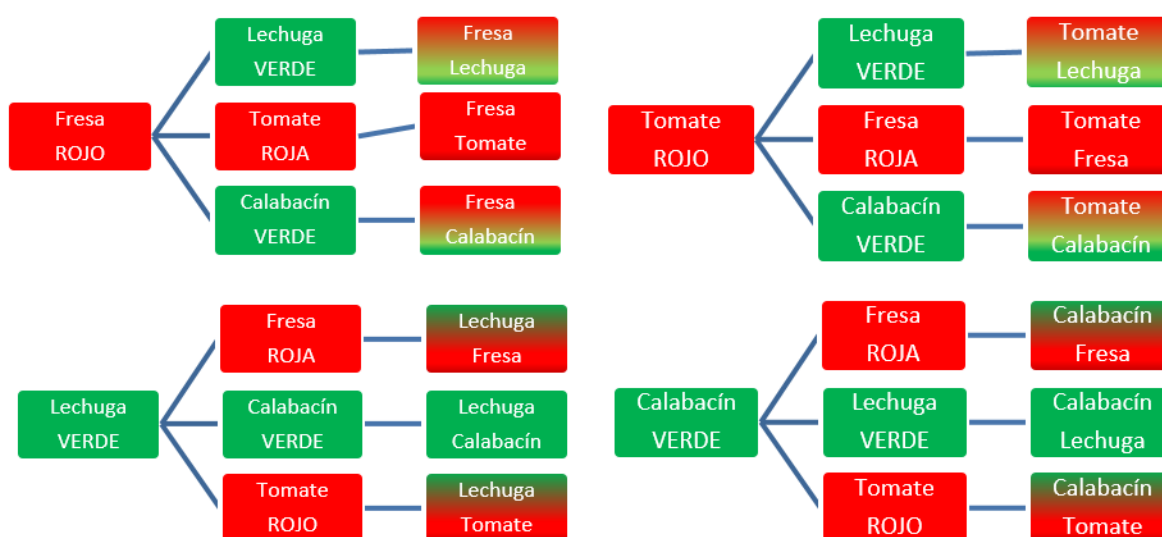 Fresa
ROJO
Lechuga
VERDE
Fresa
Lechuga
Tomate
ROJA
Fresa
Tomate
Calabacín
VERDE
Fresa
Calabacín
Tomate
ROJO
Lechuga
VERDE
Tomate
Lechuga
Fresa
ROJA
Tomate
Fresa
Calabacín
VERDE
Tomate
Calabacín
Lechuga
VERDE
Fresa
ROJA
Lechuga
Fresa
Calabacín
VERDE
Lechuga
Calabacín
Tomate
ROJO
Lechuga
Tomate
Calabacín
VERDE
Fresa
ROJA
Calabacín
Fresa
Lechuga
VERDE
Calabacín
Lechuga
Tomate
ROJO
Calabacín
Tomate